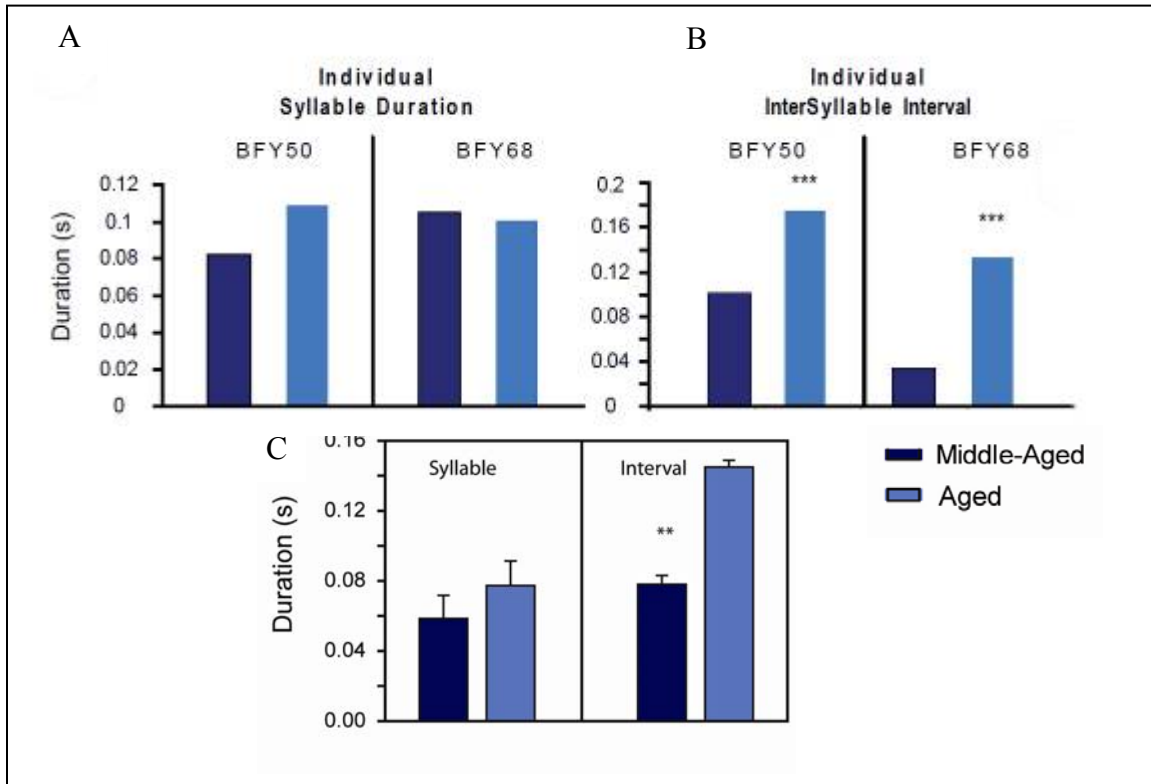 A
B
Individual
Syllable Duration
Individual
InterSyllable Interval
BFY50
BFY68
BFY50
BFY68
***
***
Duration (s)
0.12
0.1
0.08
0.06
0.04
0.02
0
0.2
0.16
0.12
0.08
0.04
0
C
Syllable
Interval
**
Duration (s)
0.16
0.12
0.08
0.04
0.00
Middle-Aged
Aged